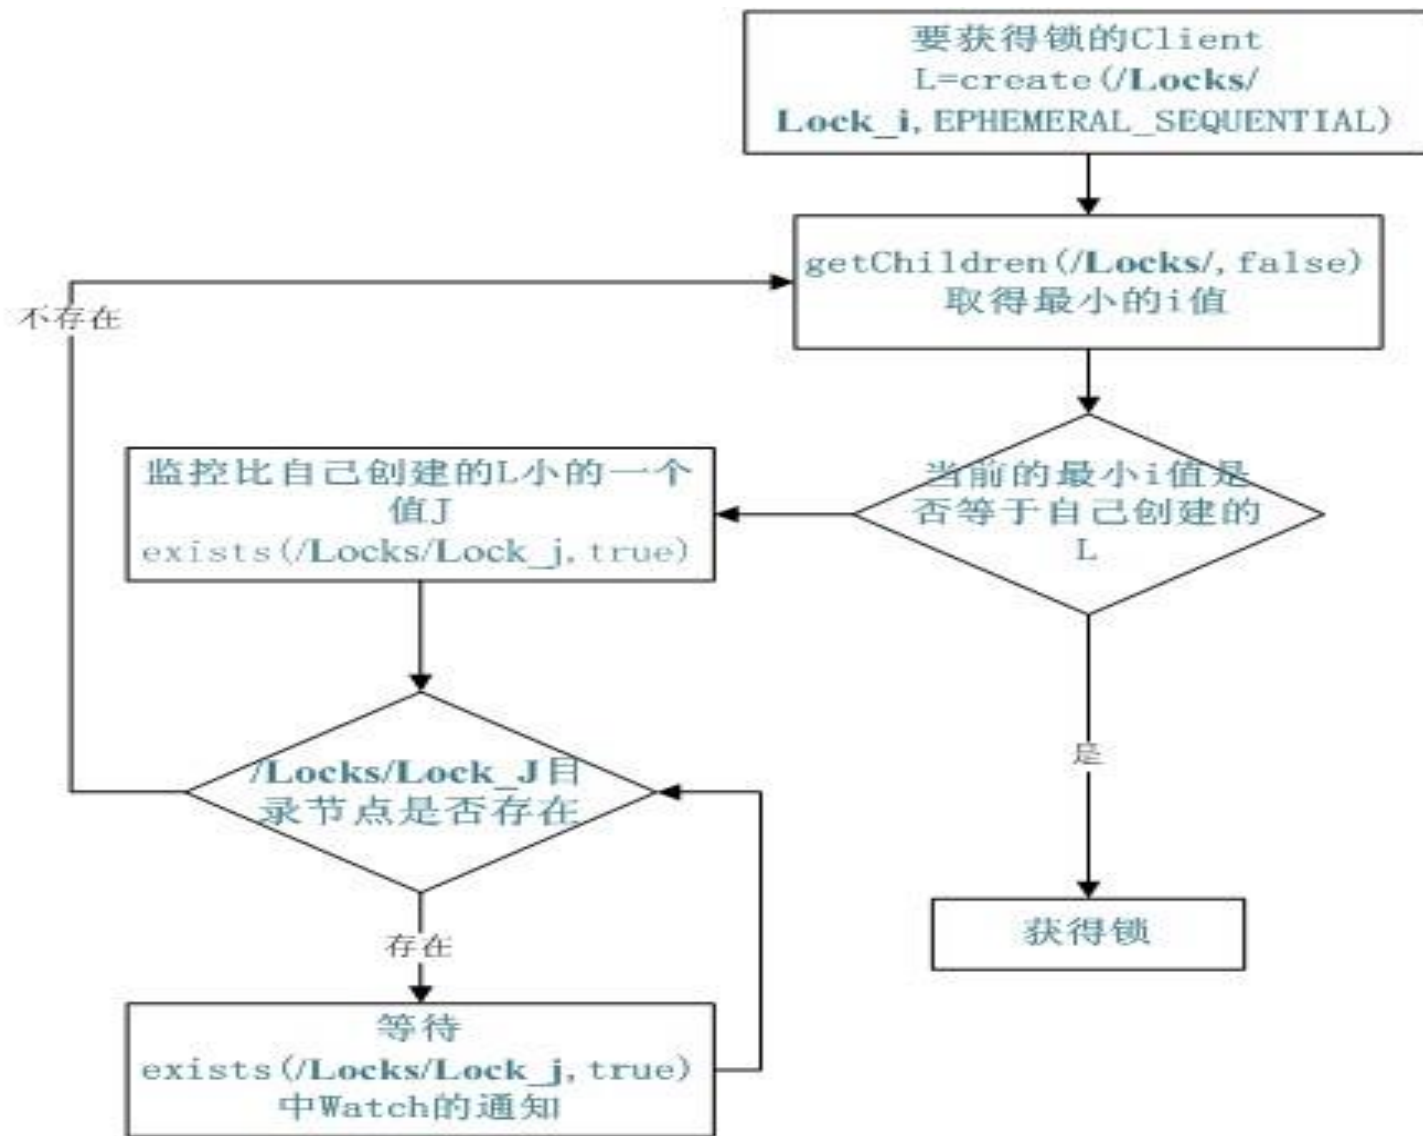 要获得锁的Client
L=create(/Locks/
Lock_i,EPHEMERAL_SEQUENTIAL)
getChildren(/Locks/,false)
取得最小的i值
不存在
当前的最小i值是
否等于自己创建的
L
监控比自己创建的L小的一个
值J
exists(/Locks/Lock_j,true)
/Locks/Lock_J目
录节点是否存在
是
存在
获得锁
等待
exists(/Locks/Lock_j,true)
中Watch的通知